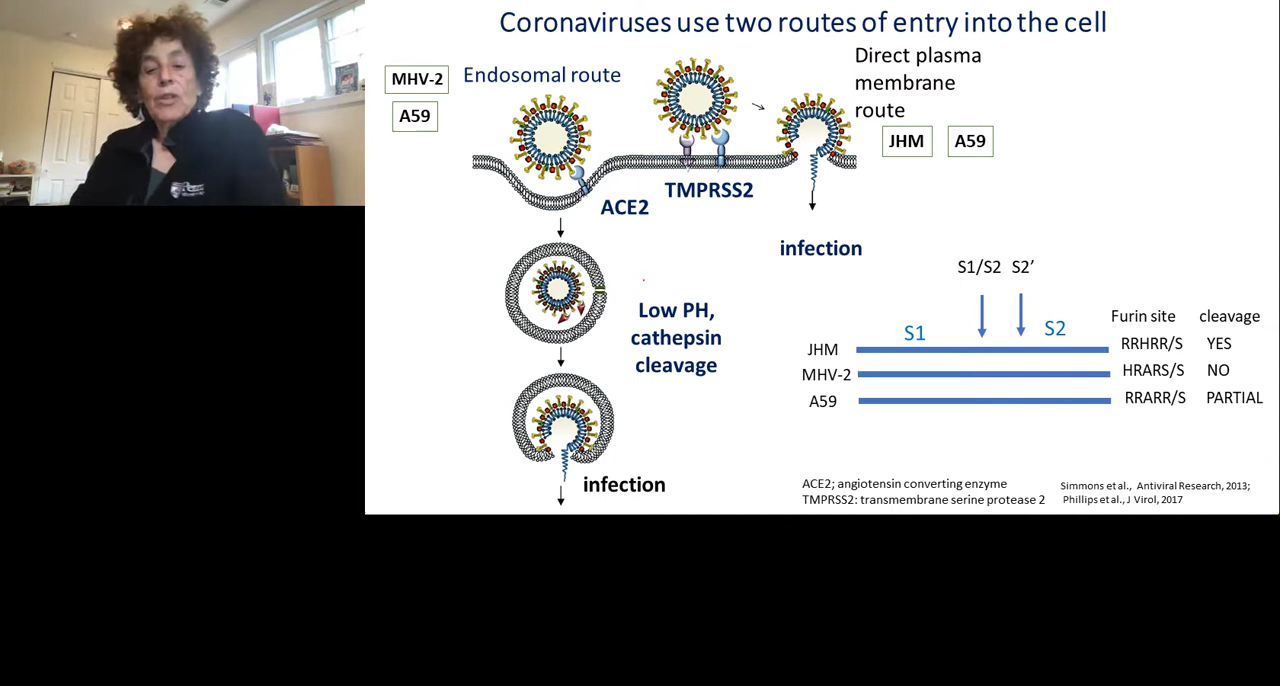 Coronaviruses use two routes of entry into the cell
MHV-2
Endosomal route
A59
Direct plasma
membrane
route
JHM
A59
TMPRSS2
ACE2
infection
Low PH,
cathepsin
cleavage
infection
S1/S2 S2’
S1
S2
Furin site cleavage
JHM RRHRR/S YES
MHV-2 HRARS/S NO
A59 RRARR/S PARTIAL
ACE2; angiotensin converting enzyme
TMPRSS2: transmembrane serine protease 2
Simmons et al., Antiviral Research, 2013;
Phillips et al., J Virol, 2017